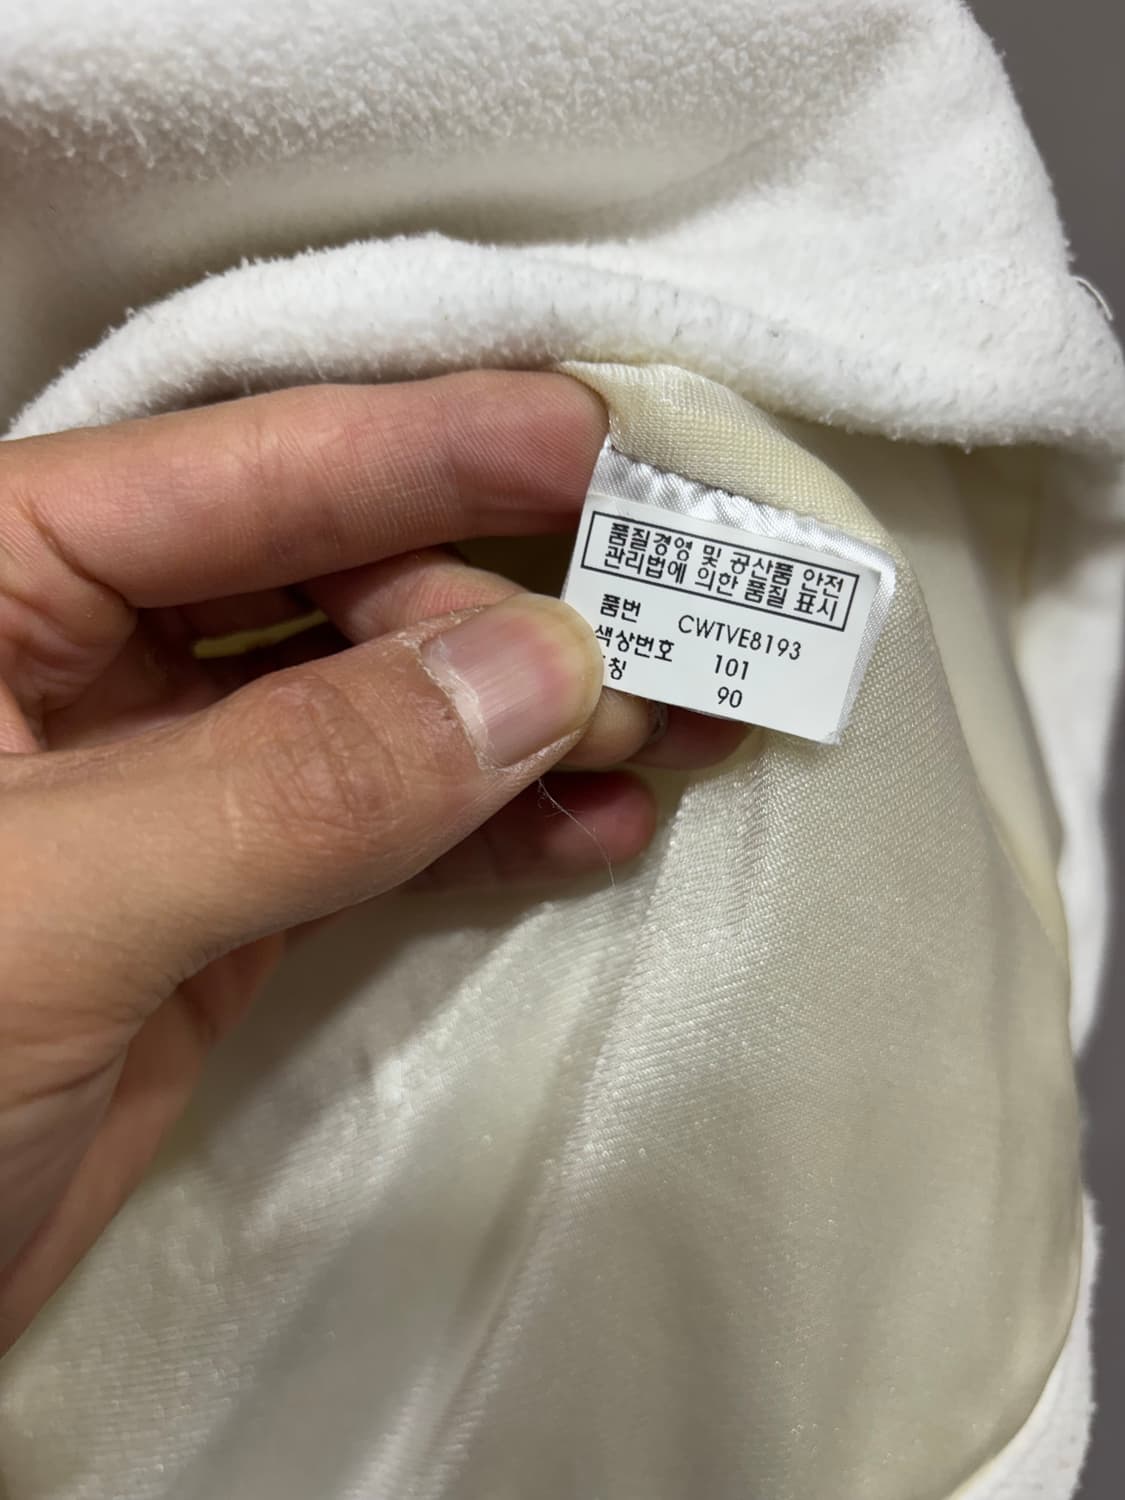 품질경영 및 공산품 안전
관리법에 의한 품질 표시
품번 CWTVE8193
색상번호 101
칭 90